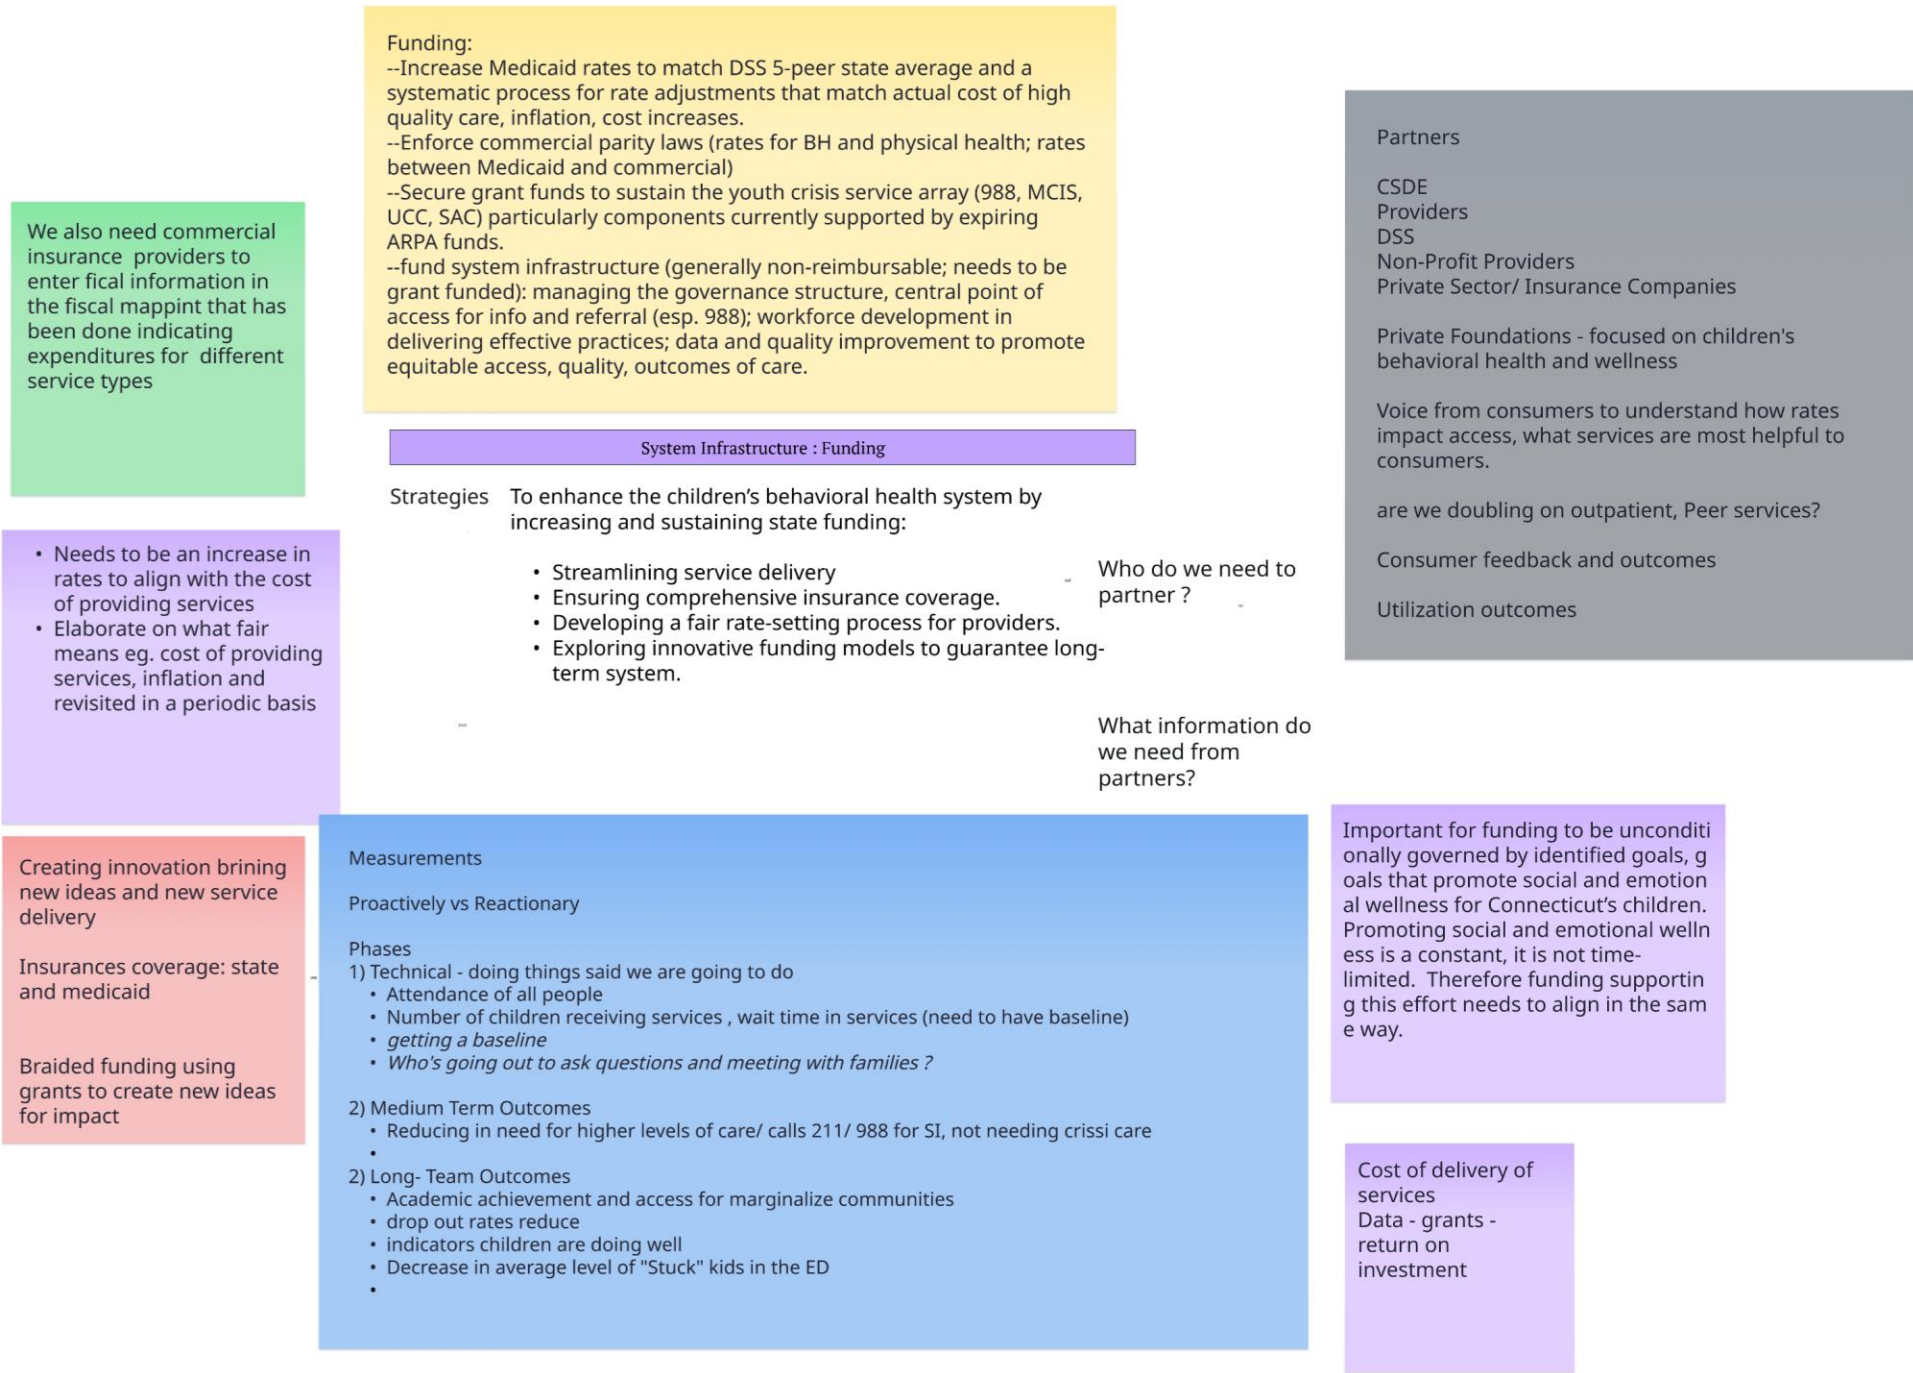 Funding:
--Increase Medicaid rates to match DSS 5-peer state average and a
systematic process for rate adjustments that match actual cost of high
quality care, inflation, cost increases.
--Enforce commercial parity laws (rates for BH and physical health; rates
between Medicaid and commercial)
--Secure grant funds to sustain the youth crisis service array (988, MCIS,
UCC, SAC) particularly components currently supported by expiring
ARPA funds.
--fund system infrastructure (generally non-reimbursable; needs to be
grant funded): managing the governance structure, central point of
access for info and referral (esp. 988); workforce development in
delivering effective practices; data and quality improvement to promote
equitable access, quality, outcomes of care.
We also need commercial
insurance  providers to
enter fical information in
the fiscal mappint that has
been done indicating
expenditures for  different
service types
Partners
CSDE
Providers
DSS
Non-Profit Providers
Private Sector/ Insurance Companies
Private Foundations - focused on children's
behavioral health and wellness
Voice from consumers to understand how rates
impact access, what services are most helpful to
consumers.
are we doubling on outpatient, Peer services?
Consumer feedback and outcomes
Utilization outcomes
System Infrastructure : Funding
Strategies
To enhance the children’s behavioral health system by
increasing and sustaining state funding:
• Streamlining service delivery
• Ensuring comprehensive insurance coverage.
• Developing a fair rate-setting process for providers.
• Exploring innovative funding models to guarantee long-
term system.
Who do we need to
partner ?
What information do
we need from
partners?
• Needs to be an increase in
rates to align with the cost
of providing services
• Elaborate on what fair
means eg. cost of providing
services, inflation and
revisited in a periodic basis
Creating innovation brining
new ideas and new service
delivery
Insurances coverage: state
and medicaid
Braided funding using
grants to create new ideas
for impact
Measurements
Proactively vs Reactionary
Phases
1) Technical - doing things said we are going to do
• Attendance of all people
• Number of children receiving services , wait time in services (need to have baseline)
• getting a baseline
• Who's going out to ask questions and meeting with families ?
2) Medium Term Outcomes
• Reducing in need for higher levels of care/ calls 211/ 988 for SI, not needing crissi care
•
2) Long- Team Outcomes
• Academic achievement and access for marginalize communities
• drop out rates reduce
• indicators children are doing well
• Decrease in average level of "Stuck" kids in the ED
•
Important for funding to be unconditi
onally governed by identified goals, g
oals that promote social and emotion
al wellness for Connecticut’s children.
Promoting social and emotional welln
ess is a constant, it is not time-
limited.  Therefore funding supportin
g this effort needs to align in the sam
e way.
Cost of delivery of
services
Data - grants -
return on
investment